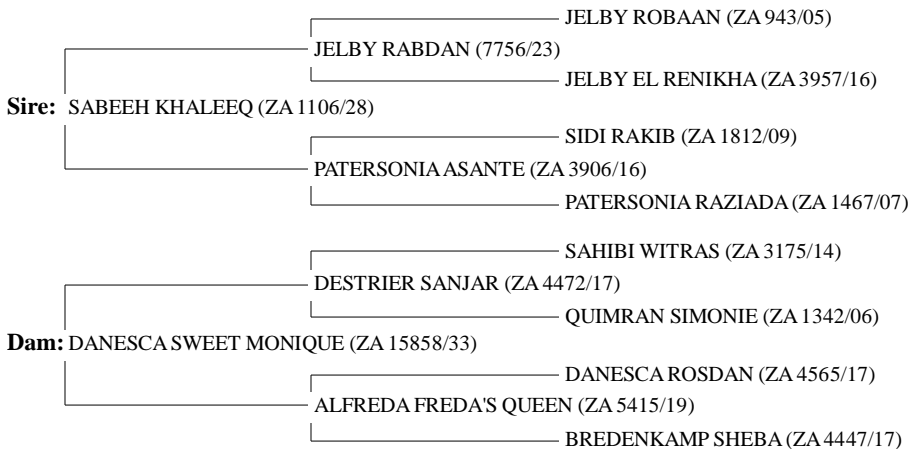 JELBY ROBAAN (ZA 943/05)
JELBY RABDAN (7756/23)
JELBY EL RENIKHA (ZA 3957/16)
Sire: SABEEH KHALEEQ (ZA 1106/28)
SIDI RAKIB (ZA 1812/09)
PATERSONIA ASANTE (ZA 3906/16)
PATERSONIA RAZIADA (ZA 1467/07)
SAHIBI WITRAS (ZA 3175/14)
DESTRIER SANJAR (ZA 4472/17)
QUIMRAN SIMONIE (ZA 1342/06)
Dam: DANESCA SWEET MONIQUE (ZA 15858/33)
DANESCA ROSDAN (ZA 4565/17)
ALFREDA FREDA'S QUEEN (ZA 5415/19)
BREDENKAMP SHEBA (ZA 4447/17)